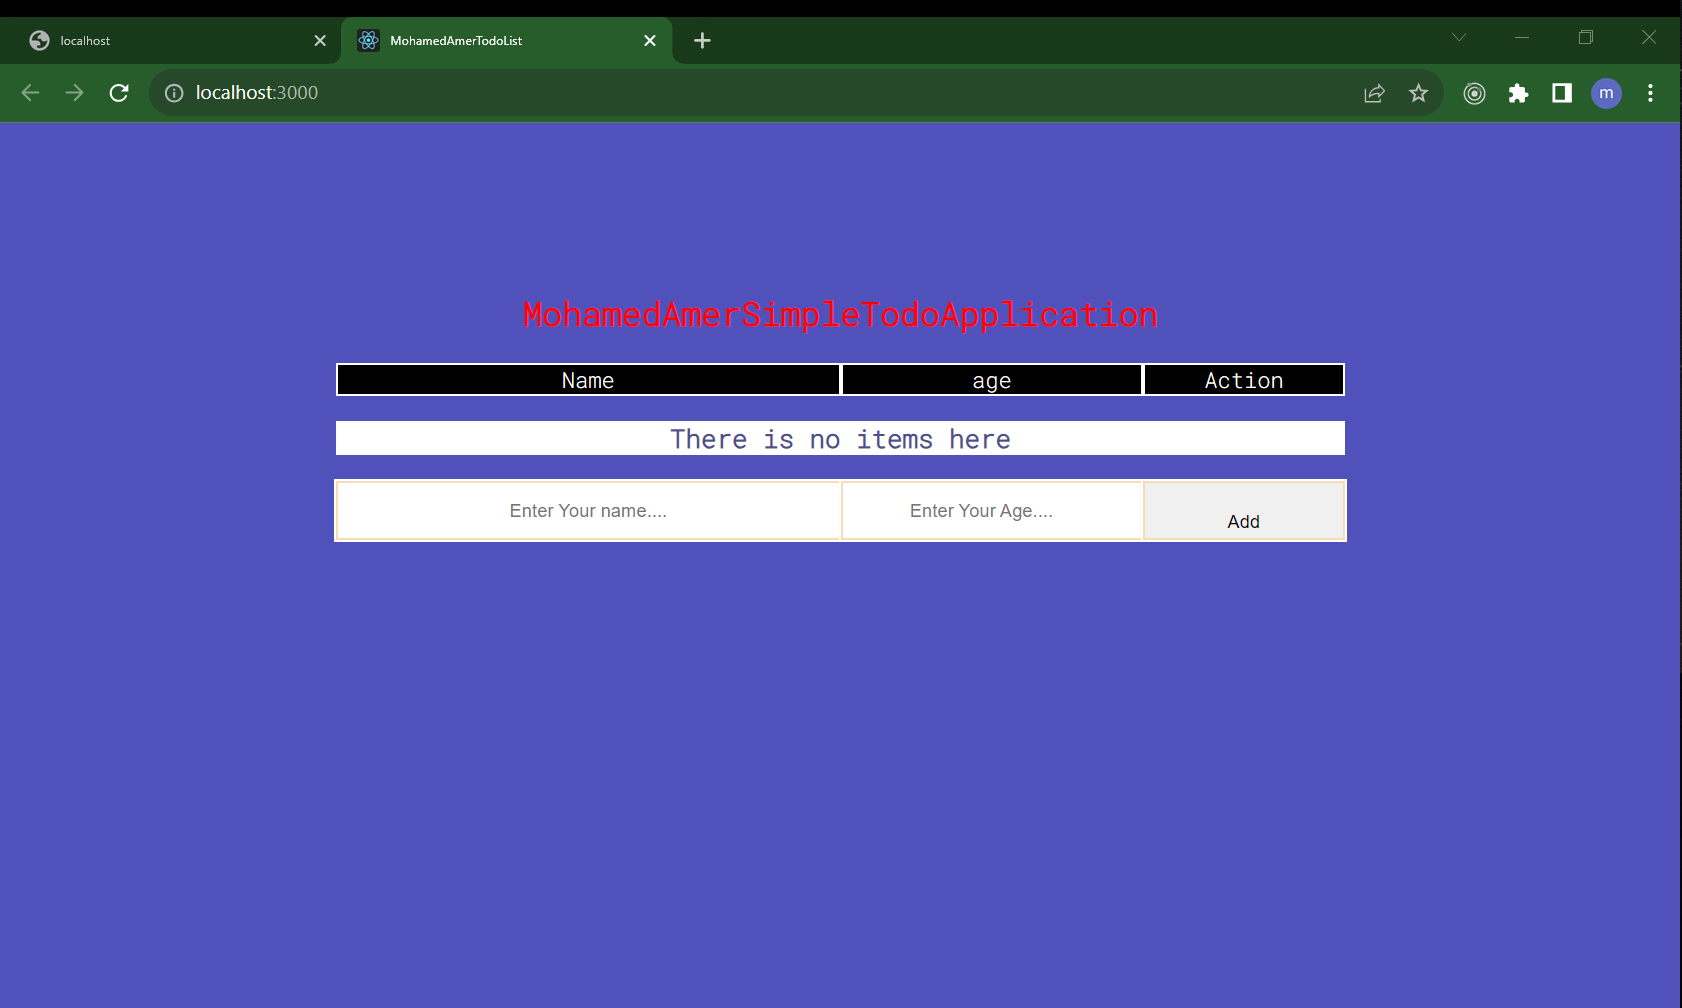 localhost
MohamedAmerTodoList
localhost:3000
m
MohamedAmerSimpleTodoApplication
Name age Action
There is no items here
Enter Your name.... Enter Your Age.... Add